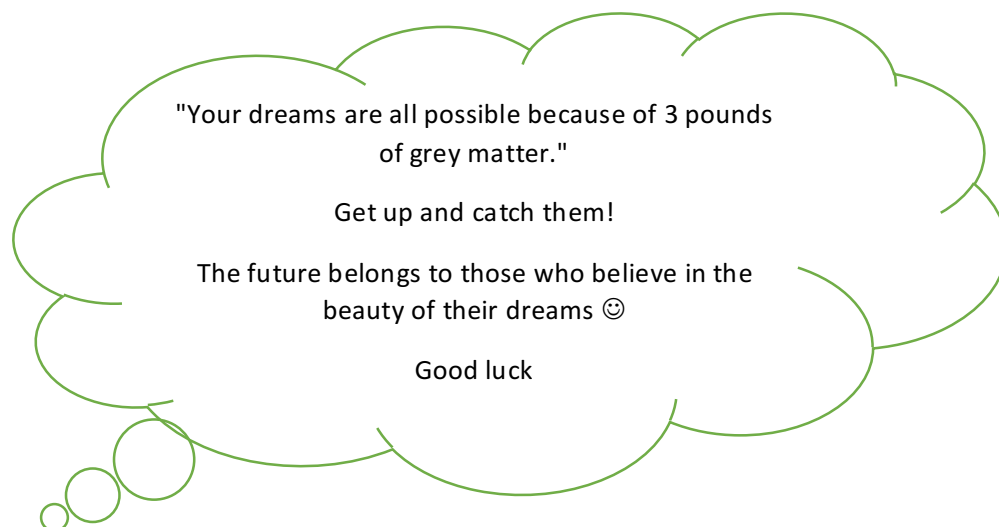 "Your dreams are all possible because of 3 pounds
of grey matter."
Get up and catch them!
The future belongs to those who believe in the
beauty of their dreams ☺
Good luck